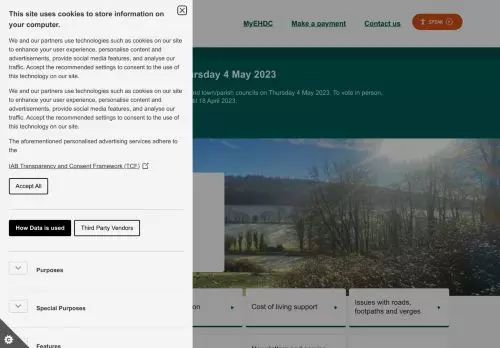 This site uses cookies to store information on
your computer.
We and our partners use technologies such as cookies on our site
to enhance your user experience, personalise content and
advertisements, provide social media features, and analyse our
traffic. Accept the recommended settings to consent to the use of
this technology on our site.
We and our partners use technologies such as cookies on our site
to enhance your user experience, personalise content and
advertisements, provide social media features, and analyse our
traffic. Accept the recommended settings to consent to the use of
this technology on our site.
The aforementioned personalised advertising services adhere to
the
IAB Transparency and Consent Framework (TCF)
Accept All
How Data is used
Third Party Vendors
Purposes
Special Purposes
Features
MyEHDC
Make a payment
Contact us
SPEAK
ursday 4 May 2023
nd town/parish councils on Thursday 4 May 2023. To vote in person,
til 18 April 2023.
on
Cost of living support
Issues with roads,
footpaths and verges